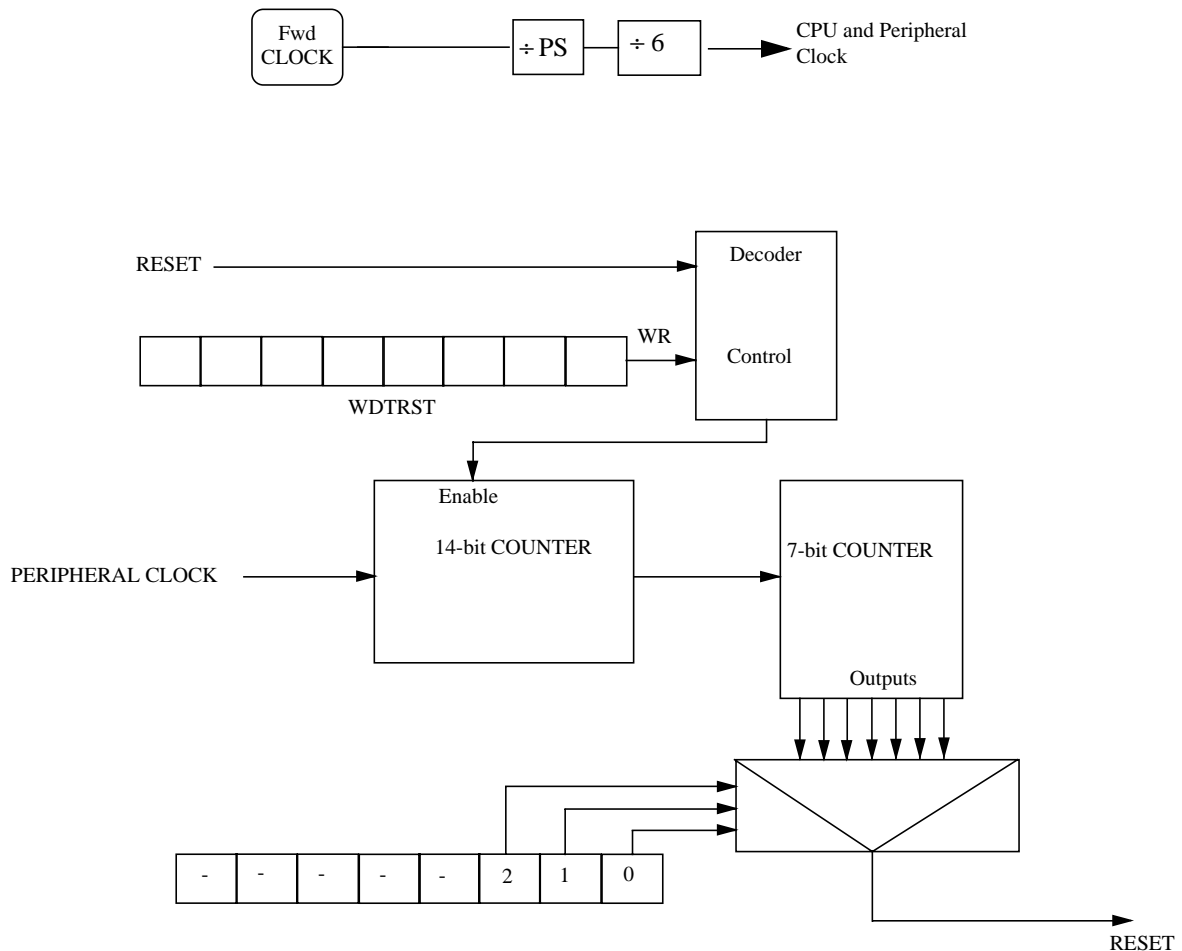 Fwd
CLOCK
÷ PS
÷ 6
CPU and Peripheral
Clock
RESET
Decoder
WR
Control
WDTRST
Enable
14-bit COUNTER
7-bit COUNTER
PERIPHERAL CLOCK
Outputs
- - - - - 2 1 0
RESET